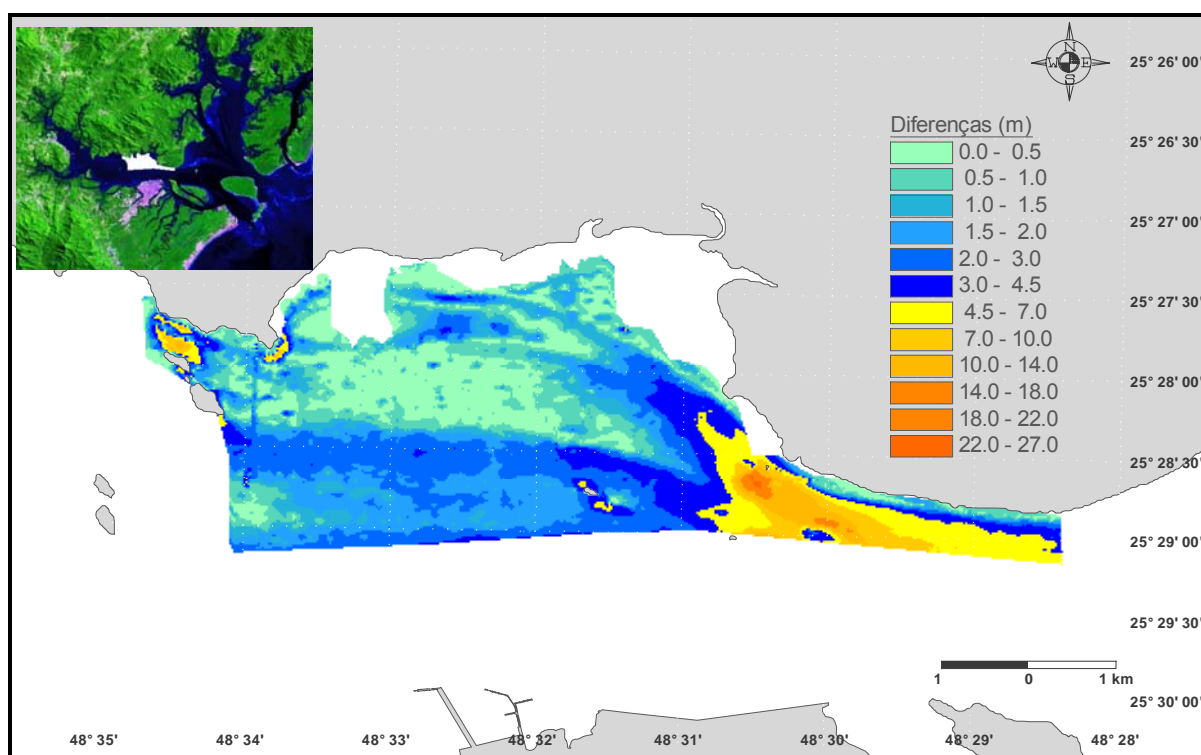 N
W E
S
25° 26' 00'
25° 26' 30'
25° 27' 00'
25° 27' 30'
25° 28' 00'
25° 28' 30'
25° 29' 00'
25° 29' 30'
25° 30' 00'
Diferenças (m)
0.0 - 0.5
0.5 - 1.0
1.0 - 1.5
1.5 - 2.0
2.0 - 3.0
3.0 - 4.5
4.5 - 7.0
7.0 - 10.0
10.0 - 14.0
14.0 - 18.0
18.0 - 22.0
22.0 - 27.0
1 0 1 km
48° 35' 48° 34' 48° 33' 48° 32' 48° 31' 48° 30' 48° 29' 48° 28'